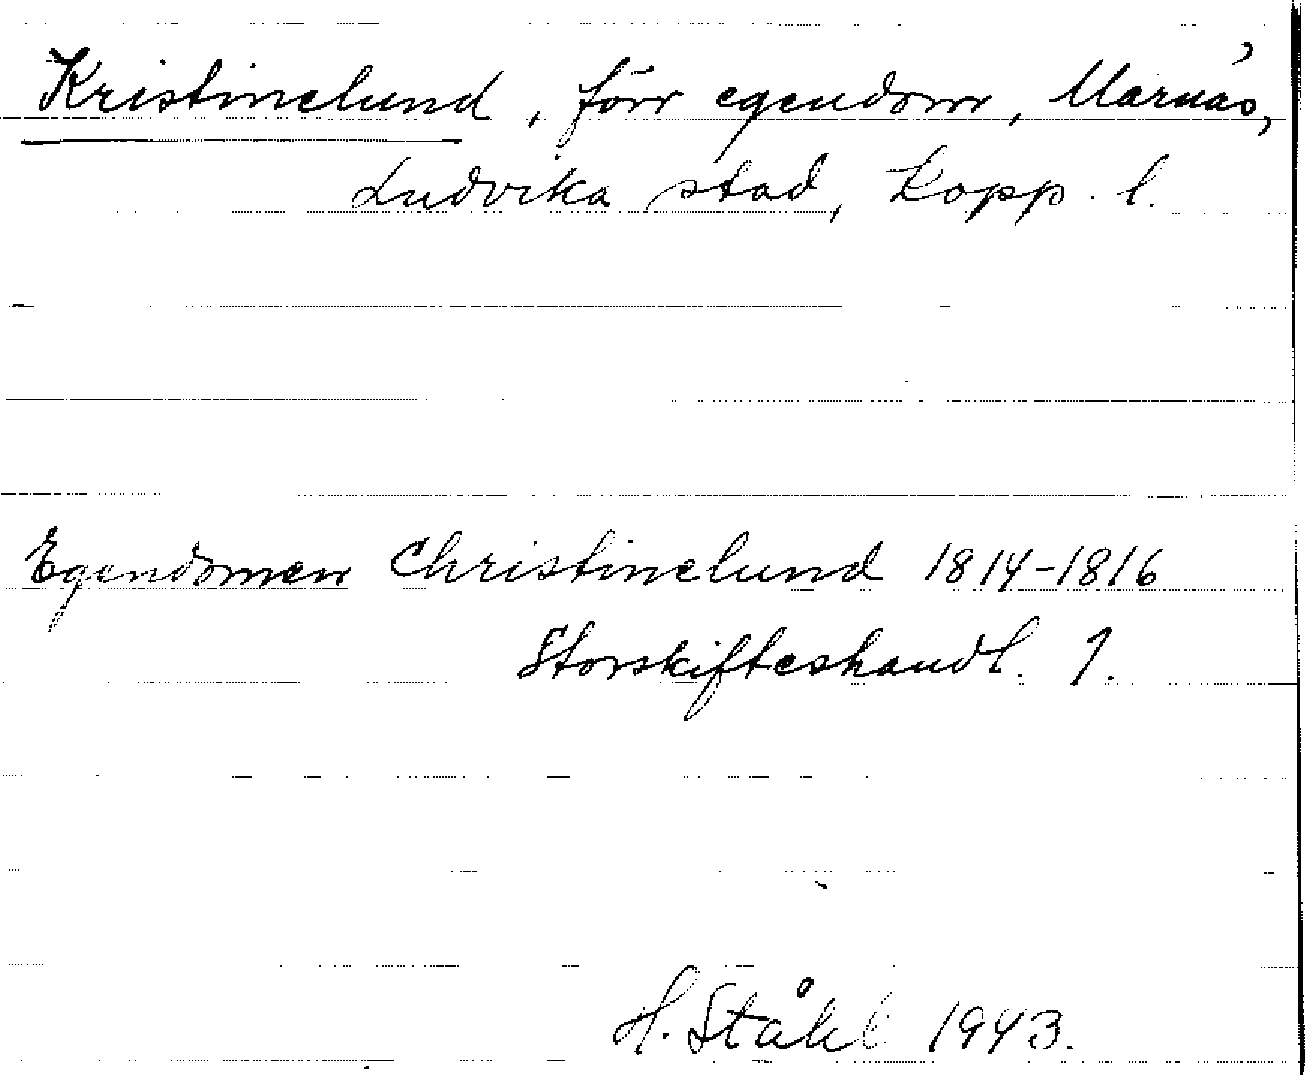 Kristinelund, förr egendom, Marnäs,
Ludvika stad, Kopp. l.
Egendomen Christinelund 1814-1816
Storskifteshandl. 1.
H. Ståhl 1943.